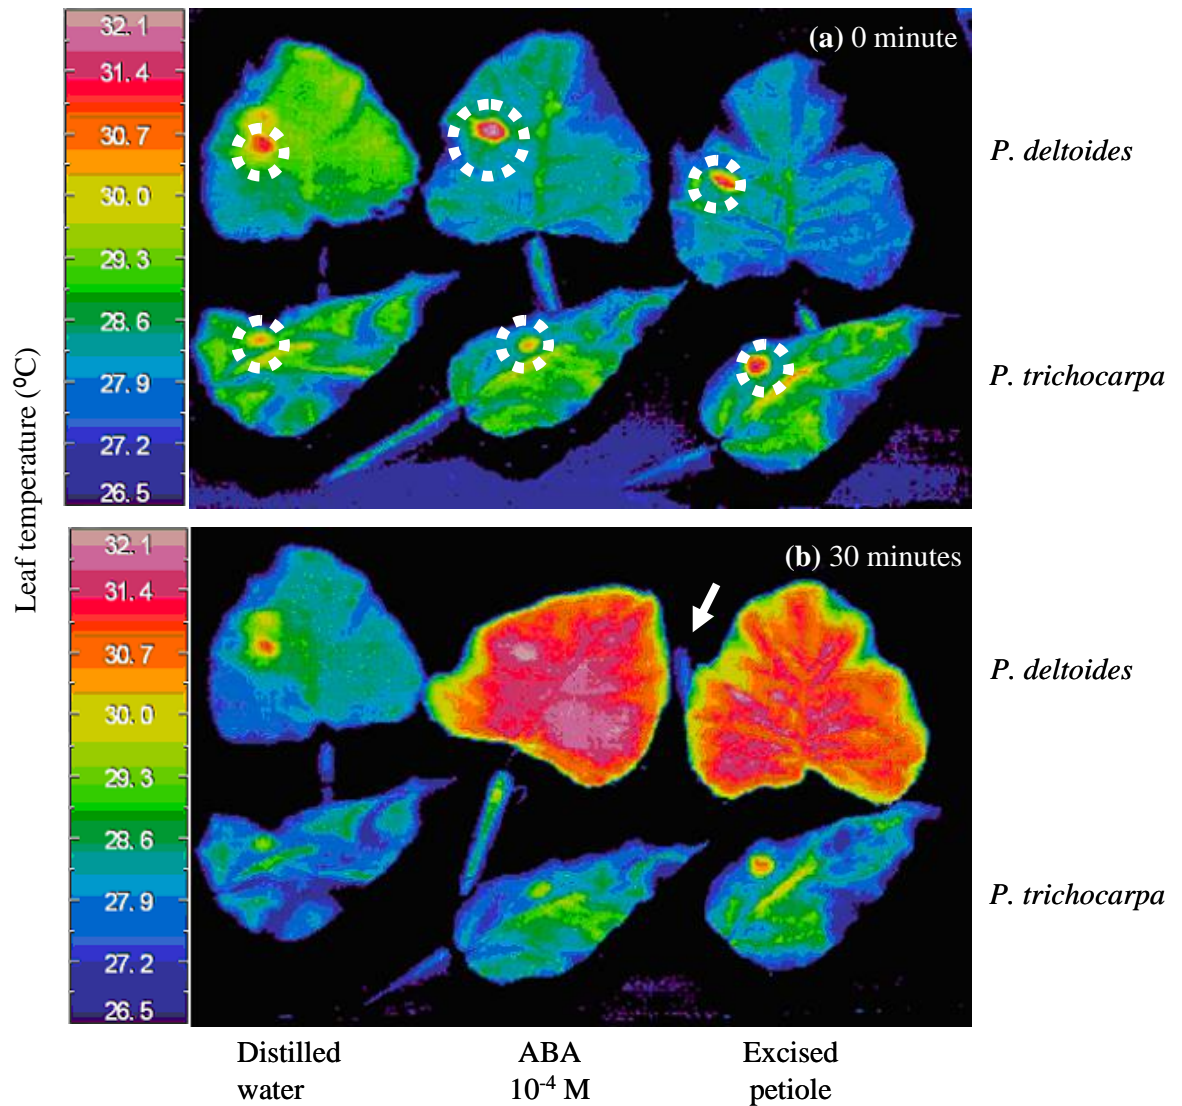 32.1
31.4
30.7
30.0
29.3
28.6
27.9
27.2
26.5
(a) 0 minute
P. deltoides
P. trichocarpa
Leaf temperature (⁰C)
32.1
31.4
30.7
30.0
29.3
28.6
27.9
27.2
26.5
(b) 30 minutes
P. deltoides
P. trichocarpa
Distilled
water
ABA
10⁻⁴ M
Excised
petiole